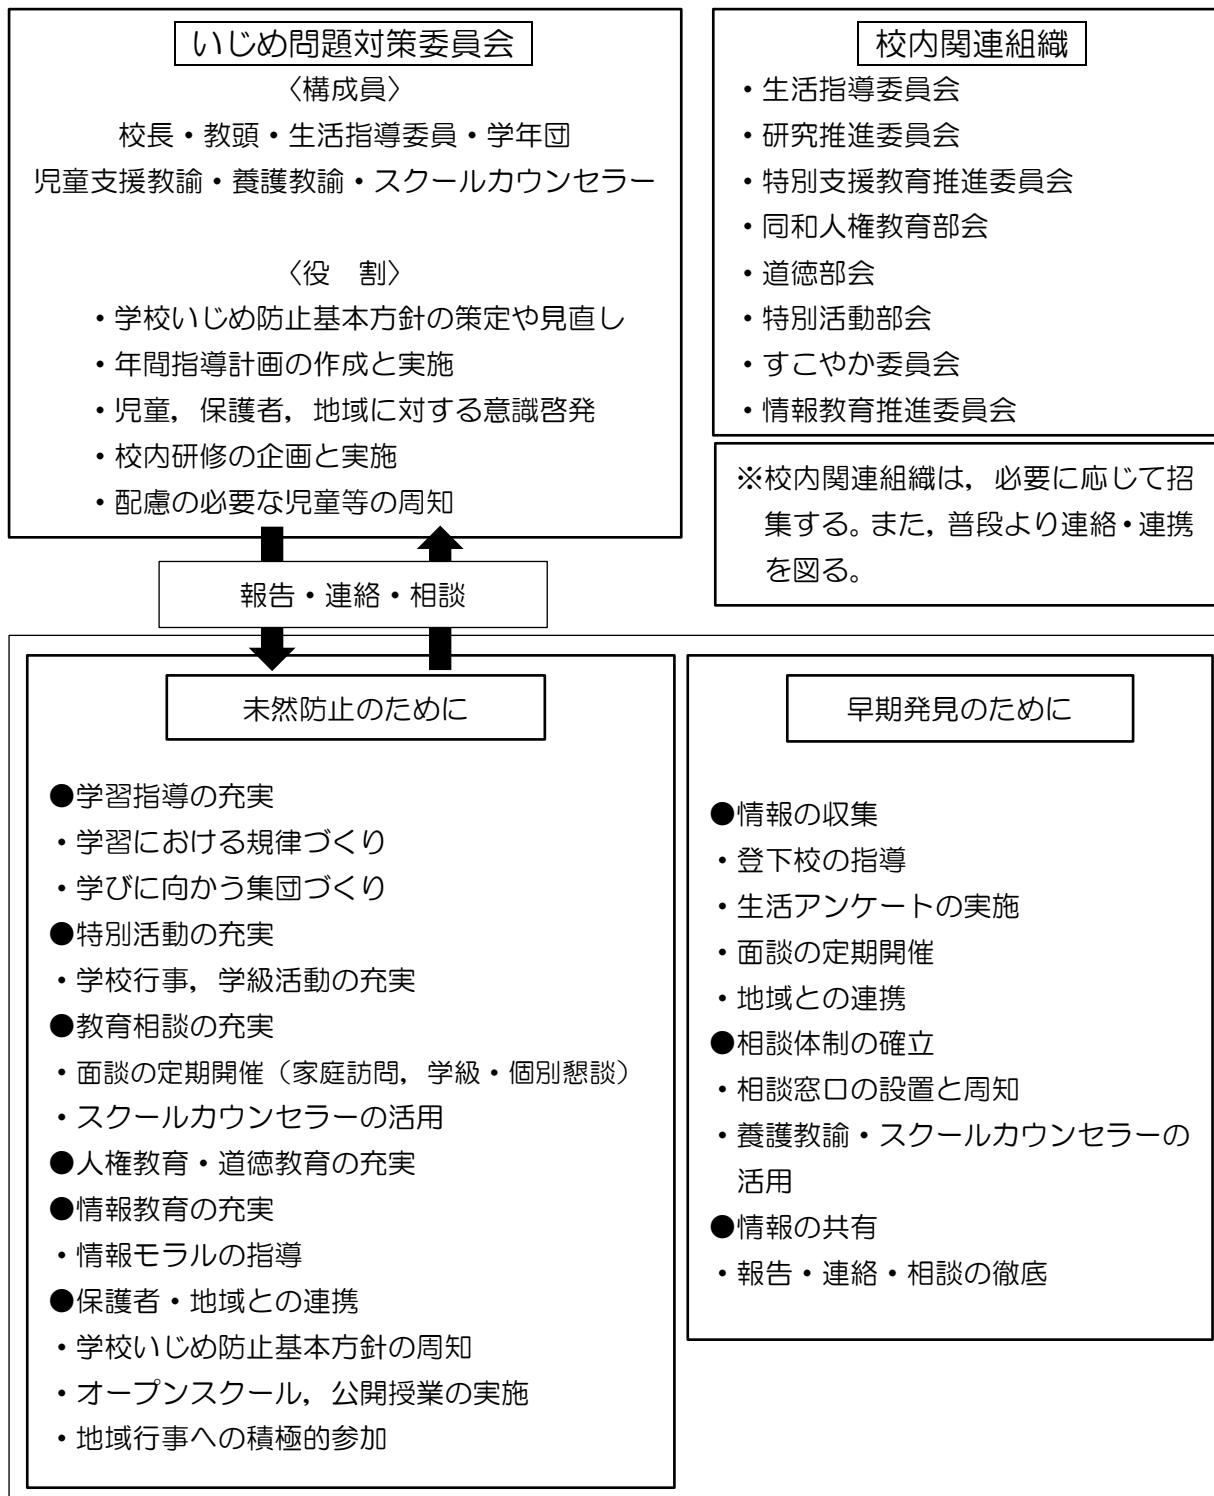 いじめ問題対策委員会
〈構成員〉
校長・教頭・生活指導委員・学年団
児童支援教諭・養護教諭・スクールカウンセラー
〈役　割〉
・学校いじめ防止基本方針の策定や見直し
・年間指導計画の作成と実施
・児童，保護者，地域に対する意識啓発
・校内研修の企画と実施
・配慮の必要な児童等の周知
校内関連組織
・生活指導委員会
・研究推進委員会
・特別支援教育推進委員会
・同和人権教育部会
・道徳部会
・特別活動部会
・すこやか委員会
・情報教育推進委員会
※校内関連組織は，必要に応じて招
集する。また，普段より連絡・連携
を図る。
報告・連絡・相談
未然防止のために
●学習指導の充実
・学習における規律づくり
・学びに向かう集団づくり
●特別活動の充実
・学校行事，学級活動の充実
●教育相談の充実
・面談の定期開催（家庭訪問，学級・個別懇談）
・スクールカウンセラーの活用
●人権教育・道徳教育の充実
●情報教育の充実
・情報モラルの指導
●保護者・地域との連携
・学校いじめ防止基本方針の周知
・オープンスクール，公開授業の実施
・地域行事への積極的参加
早期発見のために
●情報の収集
・登下校の指導
・生活アンケートの実施
・面談の定期開催
・地域との連携
●相談体制の確立
・相談窓口の設置と周知
・養護教諭・スクールカウンセラーの
活用
●情報の共有
・報告・連絡・相談の徹底